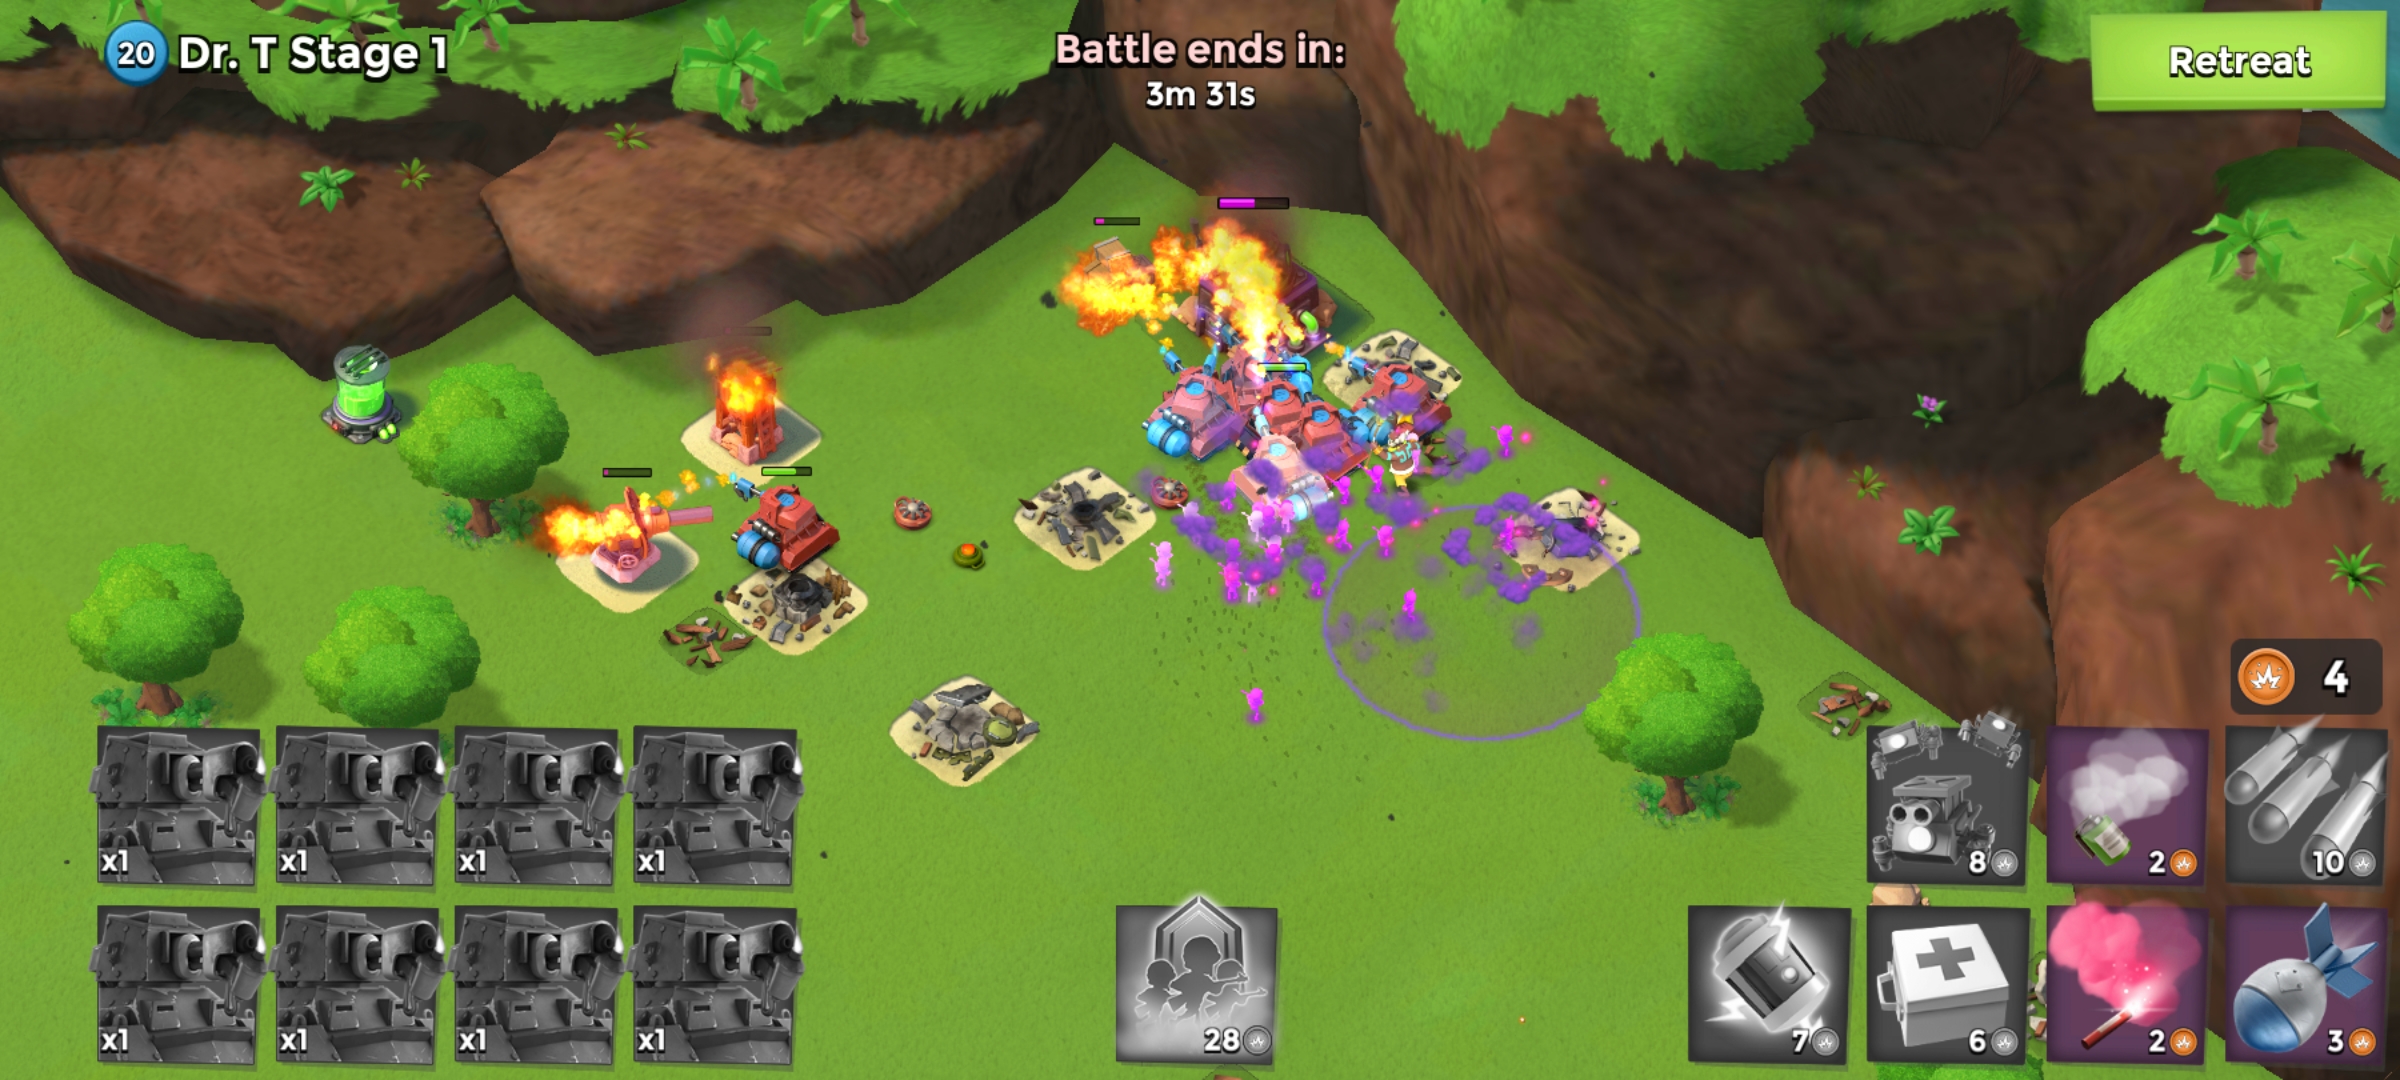 20 Dr. T Stage 1
Battle ends in:
3m 31s
Retreat
4
x1 x1 x1 x1
8 2 10
x1 x1 x1 x1
28
7 6 2 3